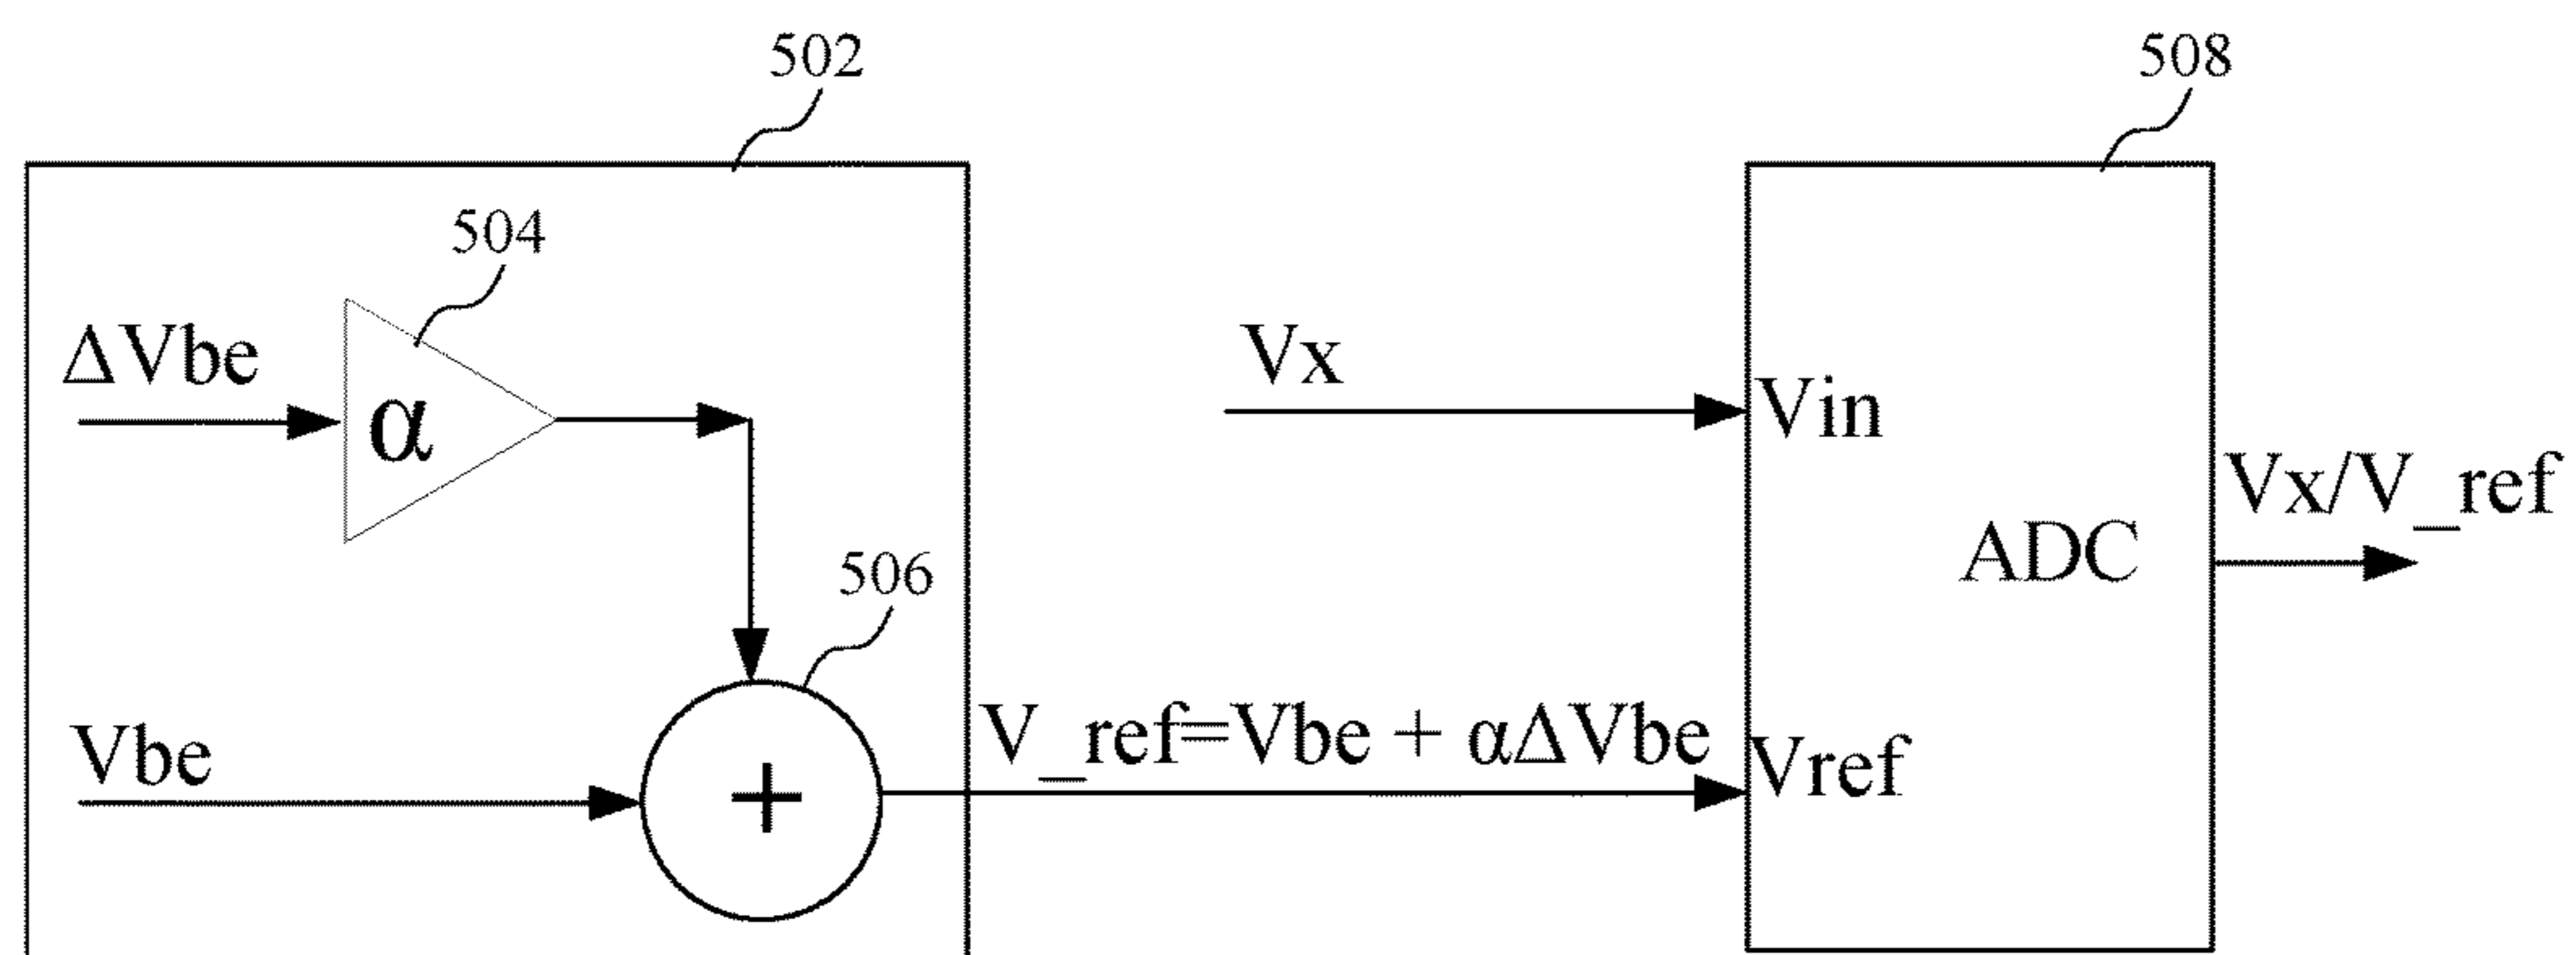 502
508
504
ΔVbe
α
Vx
Vin
Vx/V_ref
ADC
506
Vbe
+
V_ref=Vbe + αΔVbe
Vref